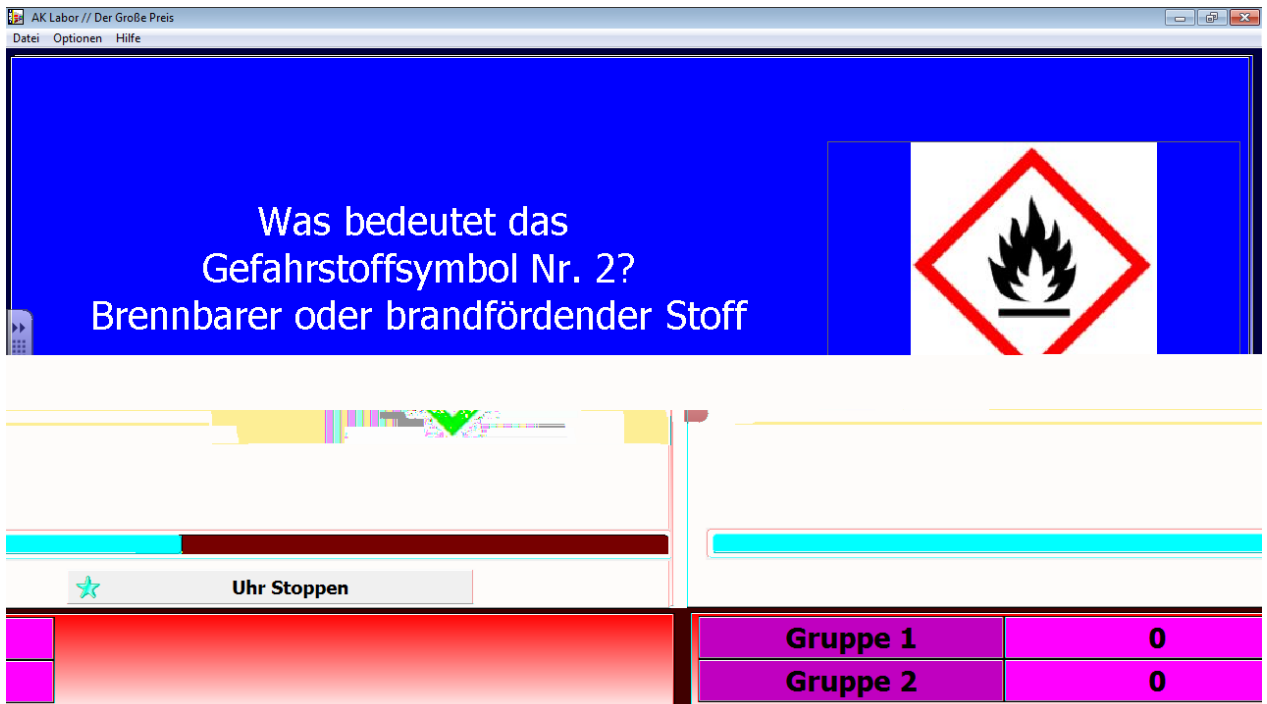 AK Labor // Der Große Preis
Datei Optionen Hilfe
Was bedeutet das
Gefahrstoffsymbol Nr. 2?
Brennbarer oder brandfördender Stoff
Uhr Stoppen
Gruppe 1 0
Gruppe 2 0